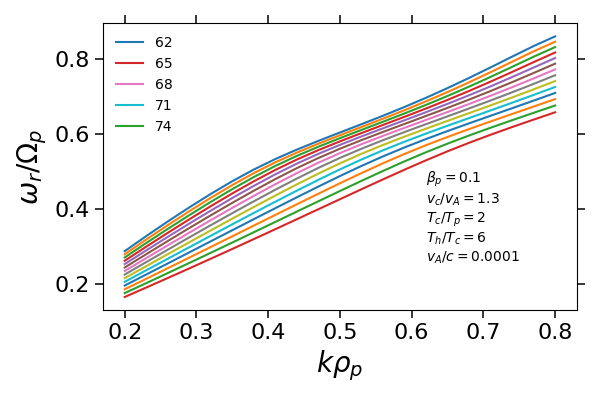 62
65
68
71
74
0.8
0.6
0.4
0.2
ω_r/Ω_p
β_p = 0.1
v_c/v_A = 1.3
T_c/T_p = 2
T_h/T_c = 6
v_A/c = 0.0001
0.2 0.3 0.4 0.5 0.6 0.7 0.8
kρ_p